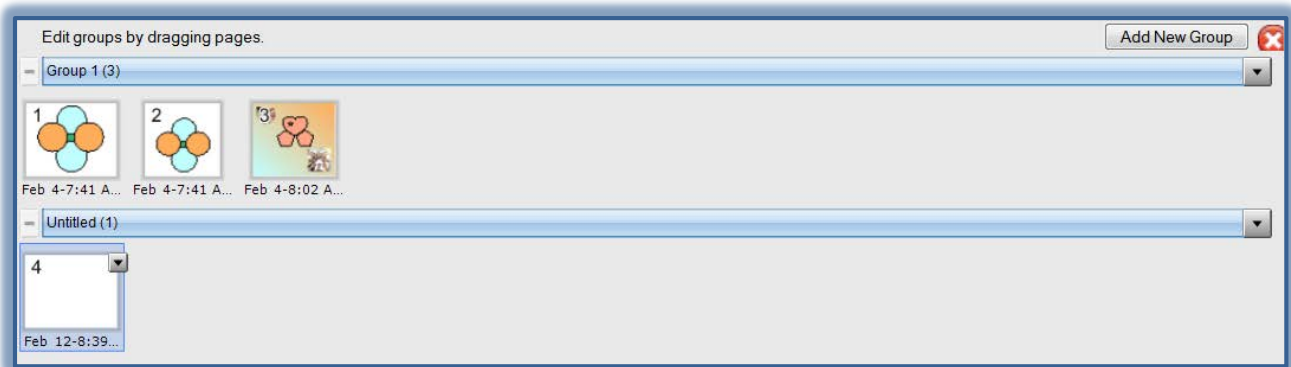 Edit groups by dragging pages. Add New Group
Group 1 (3)
1 2 3
Feb 4-7:41 A... Feb 4-7:41 A... Feb 4-8:02 A...
Untitled (1)
4
Feb 12-8:39...